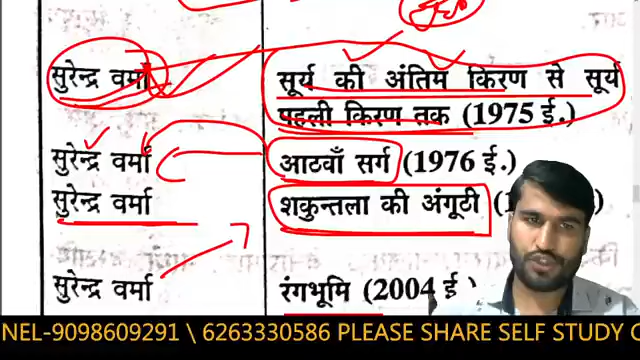 सुरेन्द्र वर्मा सूर्य की अंतिम किरण से सूर्य
पहली किरण तक (1975 ई.)
सुरेन्द्र वर्मा आठवाँ सर्ग (1976 ई.)
सुरेन्द्र वर्मा शकुन्तला की अंगूठी
सुरेन्द्र वर्मा रंगभूमि (2004 ई
NEL-9098609291 \ 6263330586 PLEASE SHARE SELF STUDY